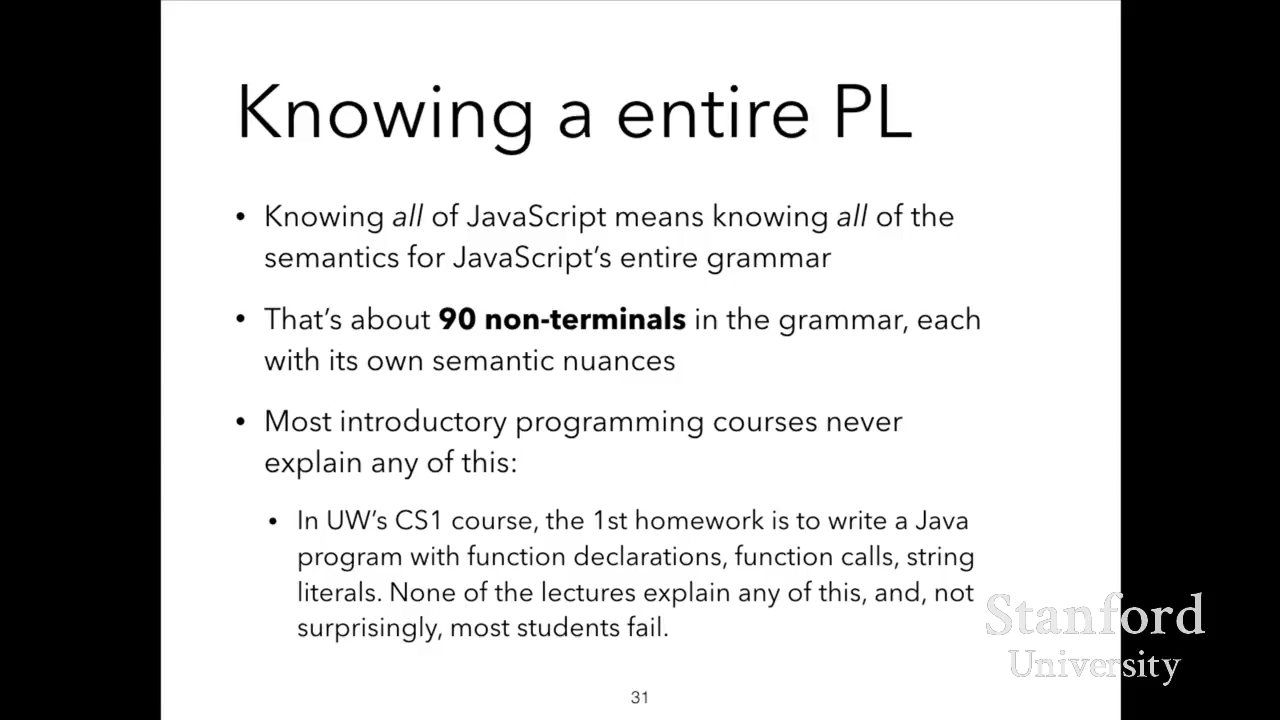 Knowing a entire PL
• Knowing all of JavaScript means knowing all of the
semantics for JavaScript's entire grammar
• That's about 90 non-terminals in the grammar, each
with its own semantic nuances
• Most introductory programming courses never
explain any of this:
• In UW's CS1 course, the 1st homework is to write a Java
program with function declarations, function calls, string
literals. None of the lectures explain any of this, and, not
surprisingly, most students fail.
Stanford
University
31